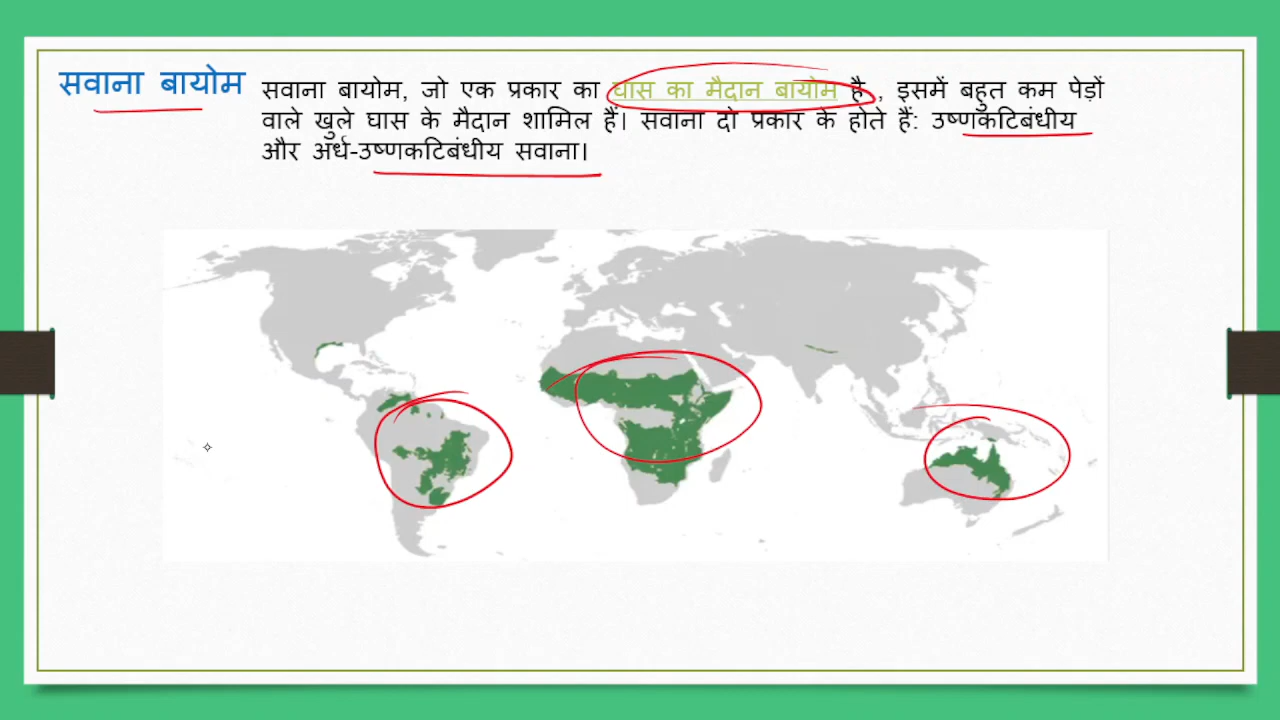 सवाना बायोम
सवाना बायोम, जो एक प्रकार का घास का मैदान बायोम है , इसमें बहुत कम पेड़ों
वाले खुले घास के मैदान शामिल हैं। सवाना दो प्रकार के होते हैं: उष्णकटिबंधीय
और अर्ध-उष्णकटिबंधीय सवाना।